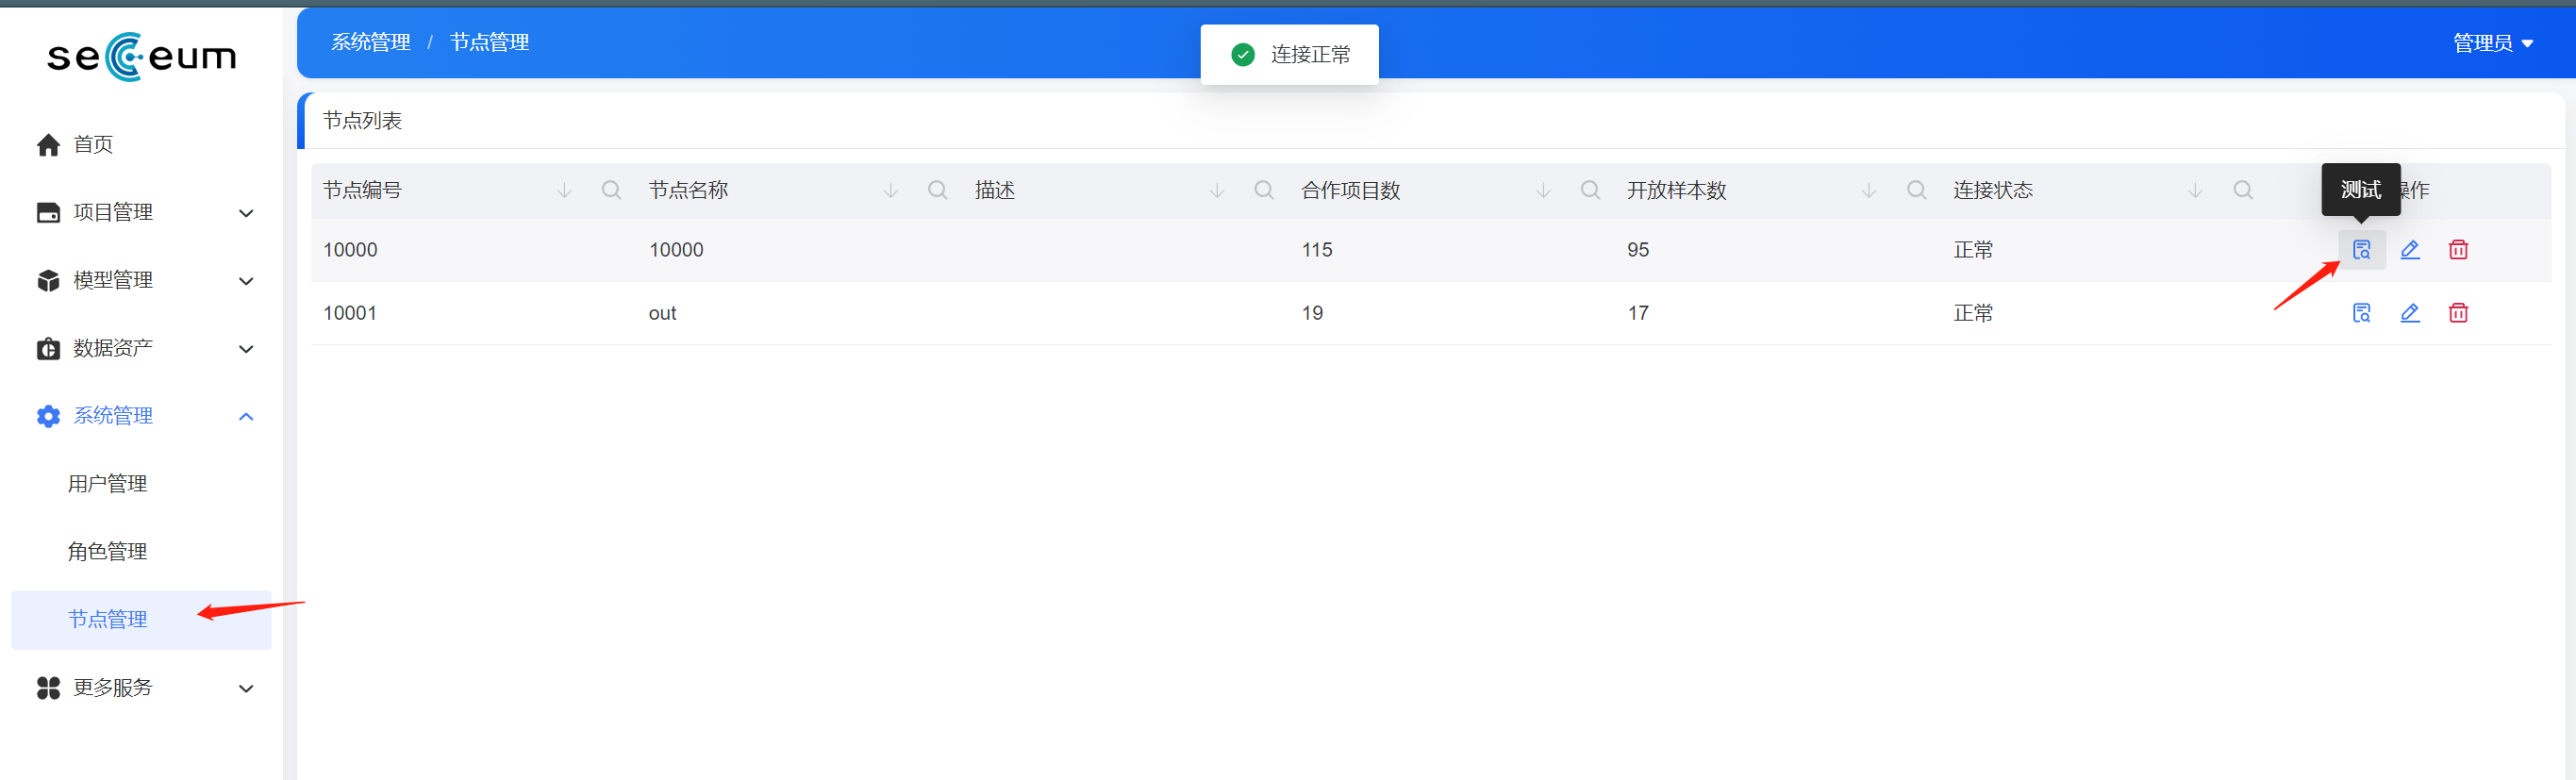 seCeum
系统管理 / 节点管理
连接正常
管理员
首页
项目管理
模型管理
数据资产
系统管理
用户管理
角色管理
节点管理
更多服务
节点列表
节点编号 节点名称 描述 合作项目数 开放样本数 连接状态 操作
测试
10000 10000 115 95 正常
10001 out 19 17 正常